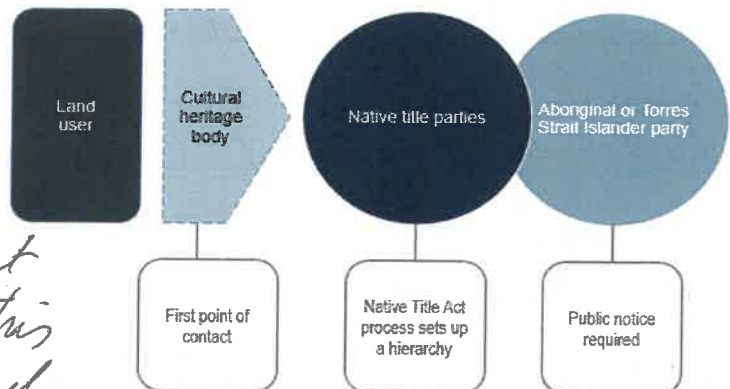 Land
user
Cultural
heritage
body
Native title parties
Aboriginal or Torres
Strait Islander party
First point of
contact
Native Title Act
process sets up
a hierarchy
Public notice
required